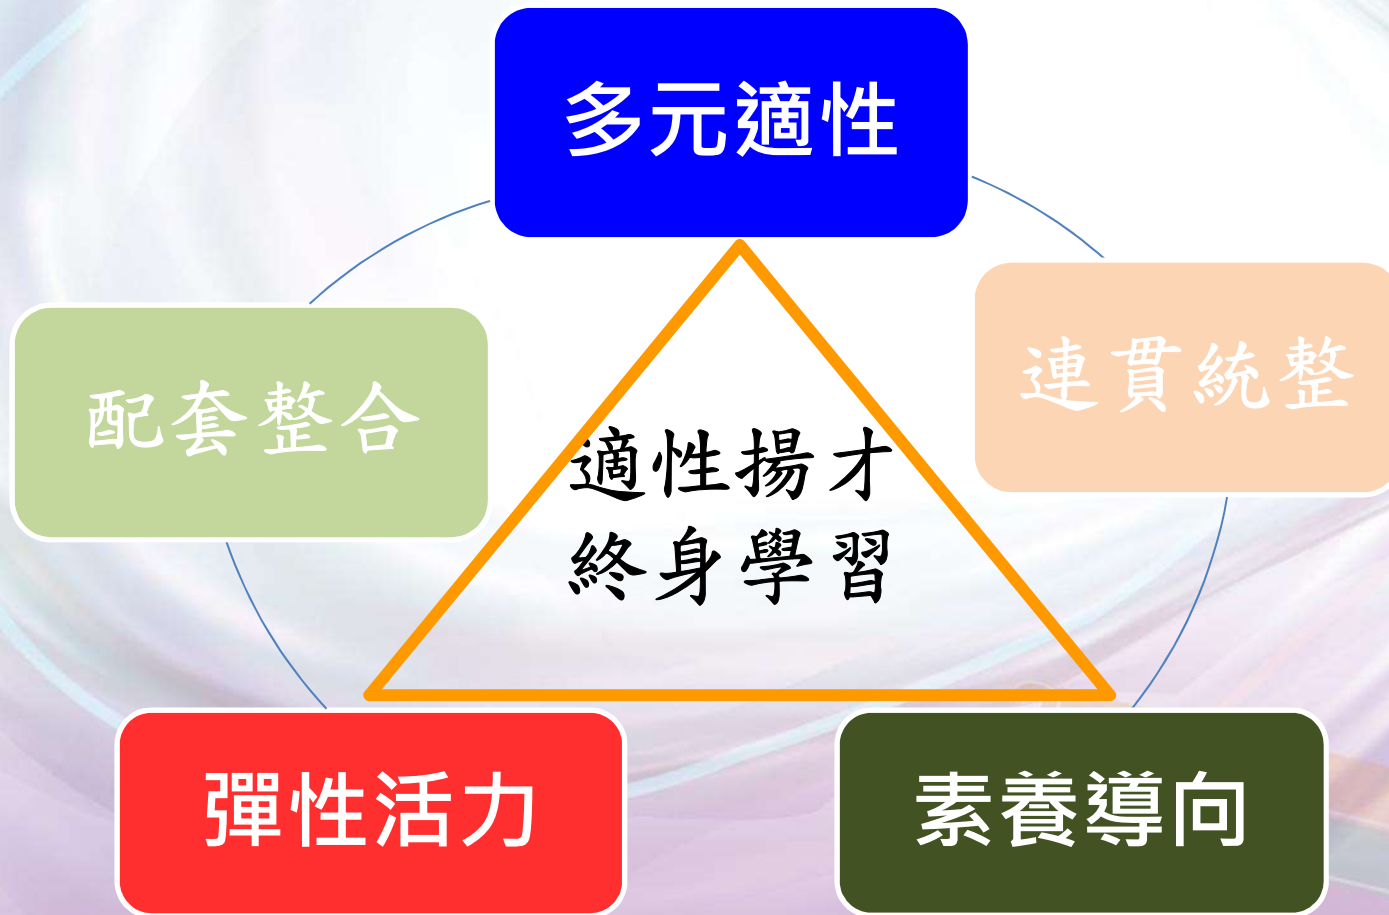 多元適性
連貫統整
配套整合
適性揚才
終身學習
彈性活力
素養導向